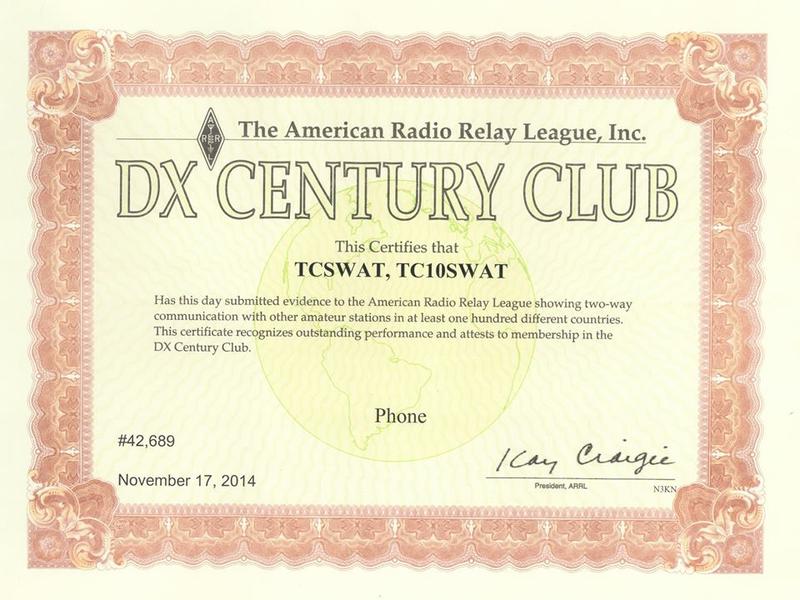 The American Radio Relay League, Inc.
ARRL
DX CENTURY CLUB
This Certifies that
TCSWAT, TC10SWAT
Has this day submitted evidence to the American Radio Relay League showing two-way
communication with other amateur stations in at least one hundred different countries.
This certificate recognizes outstanding performance and attests to membership in the
DX Century Club.
Phone
#42,689
November 17, 2014
Kay Craigie
President, ARRL
N3KN